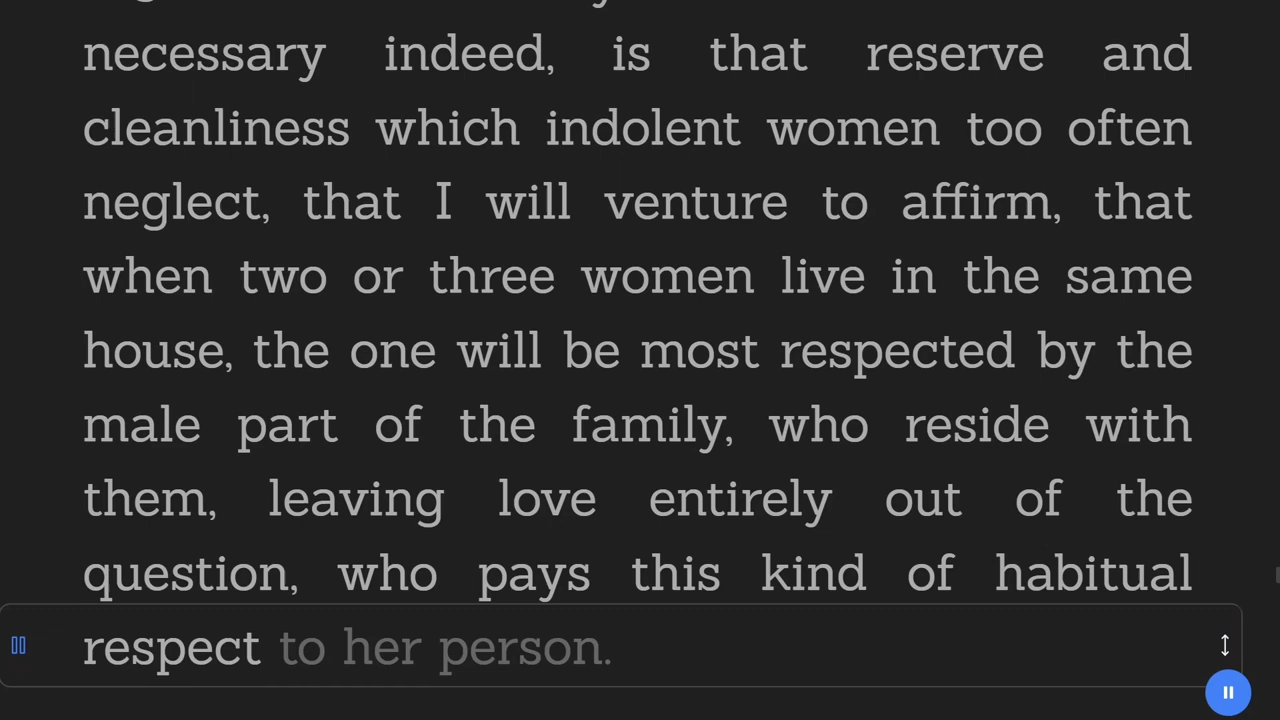 necessary indeed, is that reserve and
cleanliness which indolent women too often
neglect, that I will venture to affirm, that
when two or three women live in the same
house, the one will be most respected by the
male part of the family, who reside with
them, leaving love entirely out of the
question, who pays this kind of habitual
respect to her person.